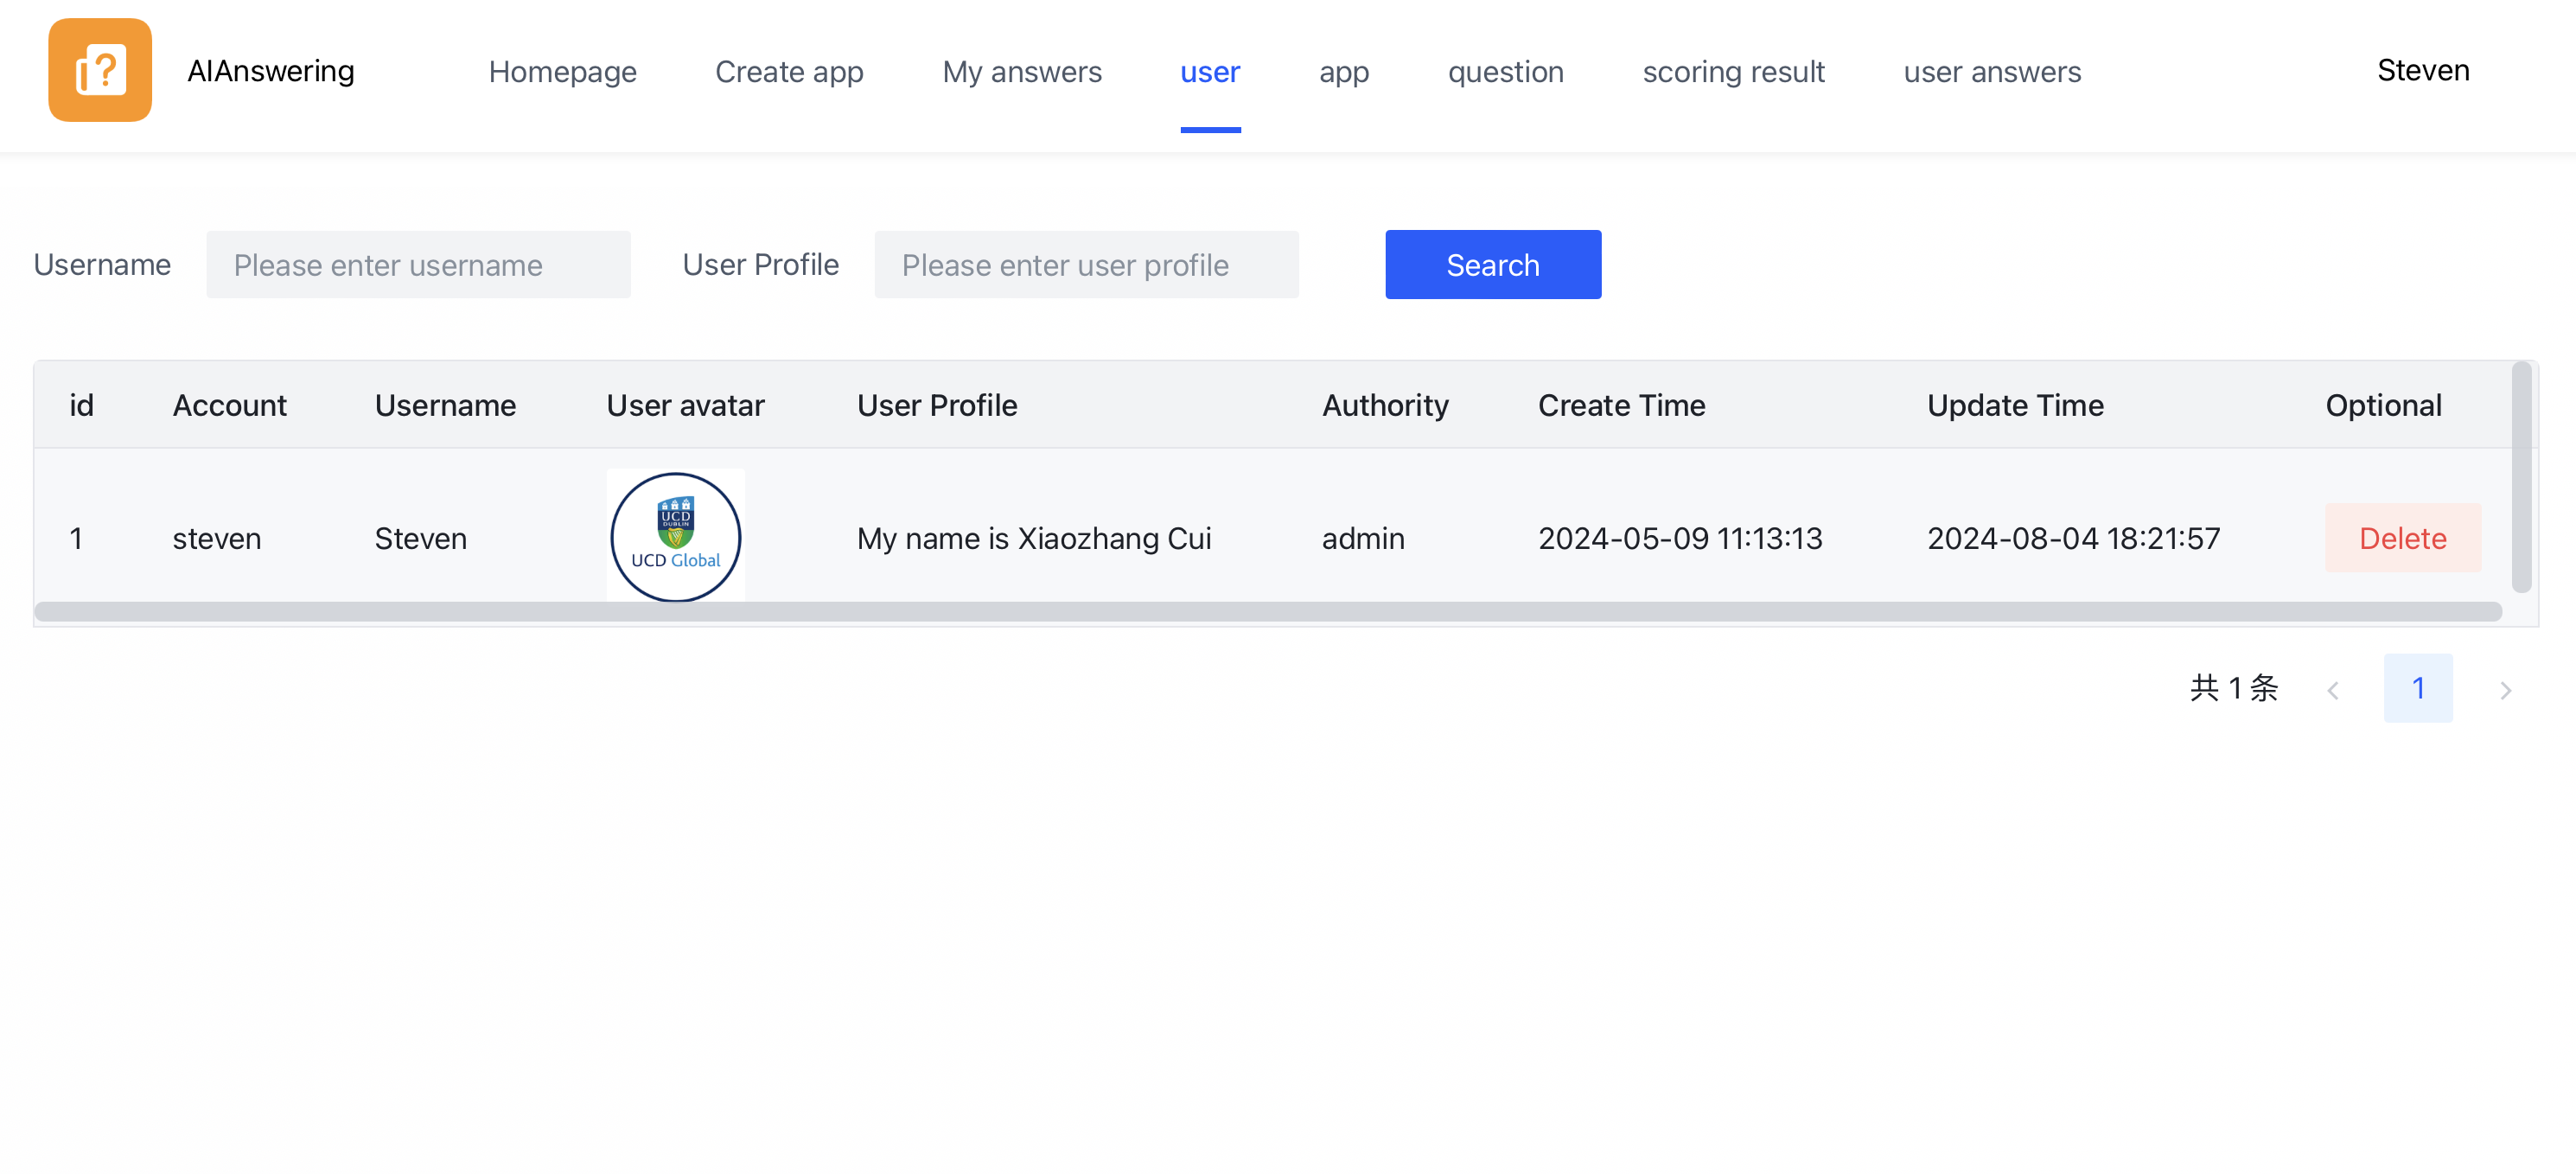 AIAnswering Homepage Create app My answers user app question scoring result user answers Steven
Username Please enter username User Profile Please enter user profile Search
id Account Username User avatar User Profile Authority Create Time Update Time Optional
1 steven Steven My name is Xiaozhang Cui admin 2024-05-09 11:13:13 2024-08-04 18:21:57 Delete
UCD
DUBLIN
UCD Global
共 1 条 < 1 >